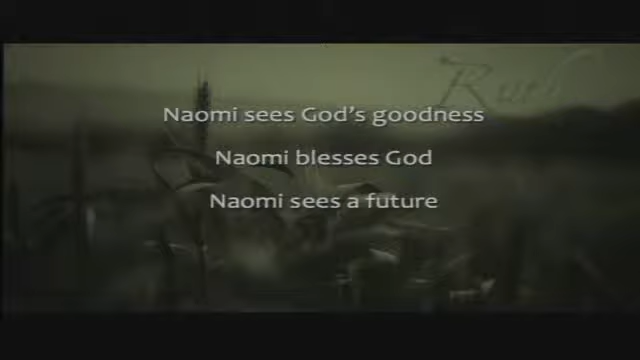 Ruth
Naomi sees God's goodness
Naomi blesses God
Naomi sees a future